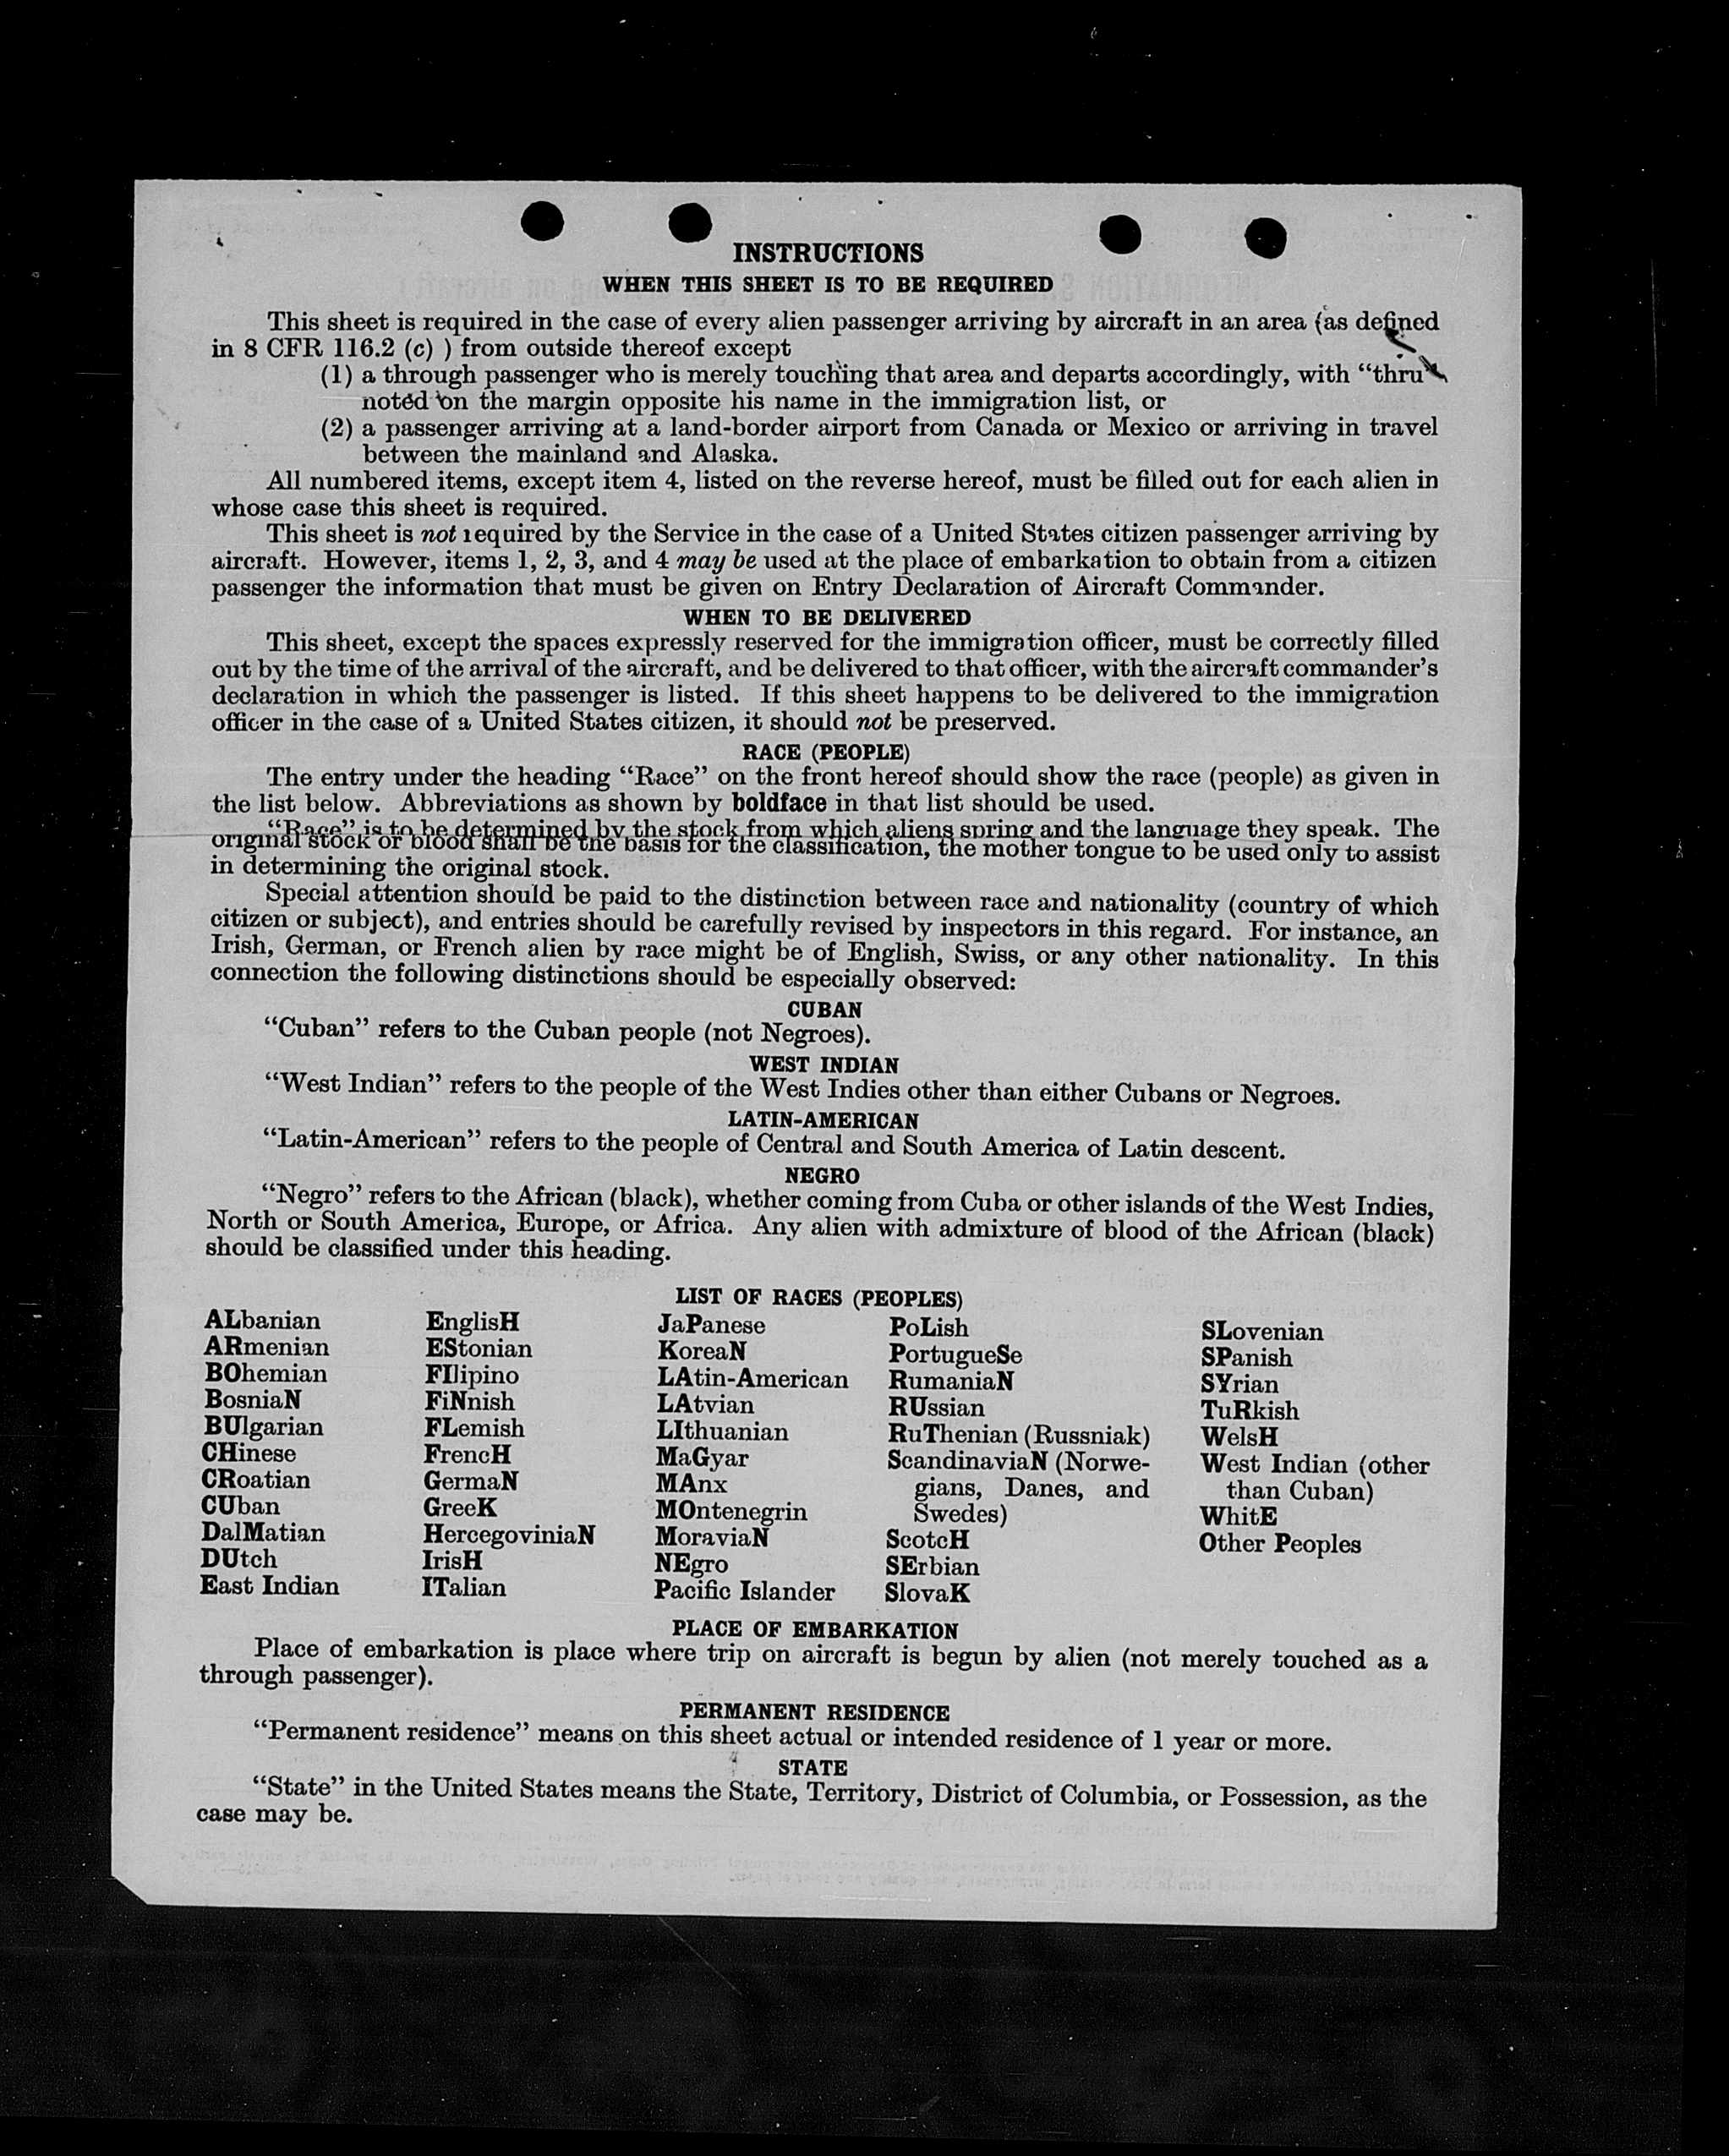 INSTRUCTIONS
WHEN THIS SHEET IS TO BE REQUIRED
This sheet is required in the case of every alien passenger arriving by aircraft in an area (as defined
in 8 CFR 116.2 (c) ) from outside thereof except
(1) a through passenger who is merely touching that area and departs accordingly, with “thru”
noted on the margin opposite his name in the immigration list, or
(2) a passenger arriving at a land-border airport from Canada or Mexico or arriving in travel
between the mainland and Alaska.
All numbered items, except item 4, listed on the reverse hereof, must be filled out for each alien in
whose case this sheet is required.
This sheet is not required by the Service in the case of a United States citizen passenger arriving by
aircraft. However, items 1, 2, 3, and 4 may be used at the place of embarkation to obtain from a citizen
passenger the information that must be given on Entry Declaration of Aircraft Commander.
WHEN TO BE DELIVERED
This sheet, except the spaces expressly reserved for the immigration officer, must be correctly filled
out by the time of the arrival of the aircraft, and be delivered to that officer, with the aircraft commander’s
declaration in which the passenger is listed. If this sheet happens to be delivered to the immigration
officer in the case of a United States citizen, it should not be preserved.
RACE (PEOPLE)
The entry under the heading “Race” on the front hereof should show the race (people) as given in
the list below. Abbreviations as shown by boldface in that list should be used.
“Race” is to be determined by the stock from which aliens spring and the language they speak. The
original stock or blood shall be the basis for the classification, the mother tongue to be used only to assist
in determining the original stock.
Special attention should be paid to the distinction between race and nationality (country of which
citizen or subject), and entries should be carefully revised by inspectors in this regard. For instance, an
Irish, German, or French alien by race might be of English, Swiss, or any other nationality. In this
connection the following distinctions should be especially observed:
CUBAN
“Cuban” refers to the Cuban people (not Negroes).
WEST INDIAN
“West Indian” refers to the people of the West Indies other than either Cubans or Negroes.
LATIN-AMERICAN
“Latin-American” refers to the people of Central and South America of Latin descent.
NEGRO
“Negro” refers to the African (black), whether coming from Cuba or other islands of the West Indies,
North or South America, Europe, or Africa. Any alien with admixture of blood of the African (black)
should be classified under this heading.
LIST OF RACES (PEOPLES)
ALbanian
ARmenian
BOhemian
BosniaN
BUlgarian
CHinese
CRoatian
CUban
DalMatian
DUtch
East Indian
EnglisH
EStonian
FIlipino
FiNnish
FLemish
FrencH
GermaN
GreeK
HercegoviniaN
IrisH
ITalian
JaPanese
KoreaN
LAtin-American
LAtvian
LIthuanian
MaGyar
MAnx
MOntenegrin
MoraviaN
NEgro
Pacific Islander
PoLish
PortugueSe
RumaniaN
RUssian
RuThenian (Russniak)
ScandinaviaN (Norwe-
gians, Danes, and
Swedes)
ScotcH
SErbian
SlovaK
SLovenian
SPanish
SYrian
TuRkish
WelsH
West Indian (other
than Cuban)
WhitE
Other Peoples
PLACE OF EMBARKATION
Place of embarkation is place where trip on aircraft is begun by alien (not merely touched as a
through passenger).
PERMANENT RESIDENCE
“Permanent residence” means on this sheet actual or intended residence of 1 year or more.
STATE
“State” in the United States means the State, Territory, District of Columbia, or Possession, as the
case may be.